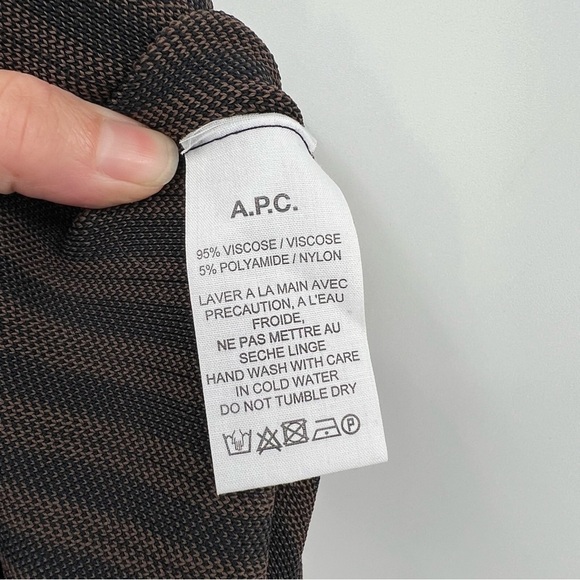 A.P.C.
95% VISCOSE / VISCOSE
5% POLYAMIDE / NYLON
LAVER A LA MAIN AVEC
PRECAUTION, A L'EAU
FROIDE,
NE PAS METTRE AU
SECHE LINGE
HAND WASH WITH CARE
IN COLD WATER
DO NOT TUMBLE DRY
P